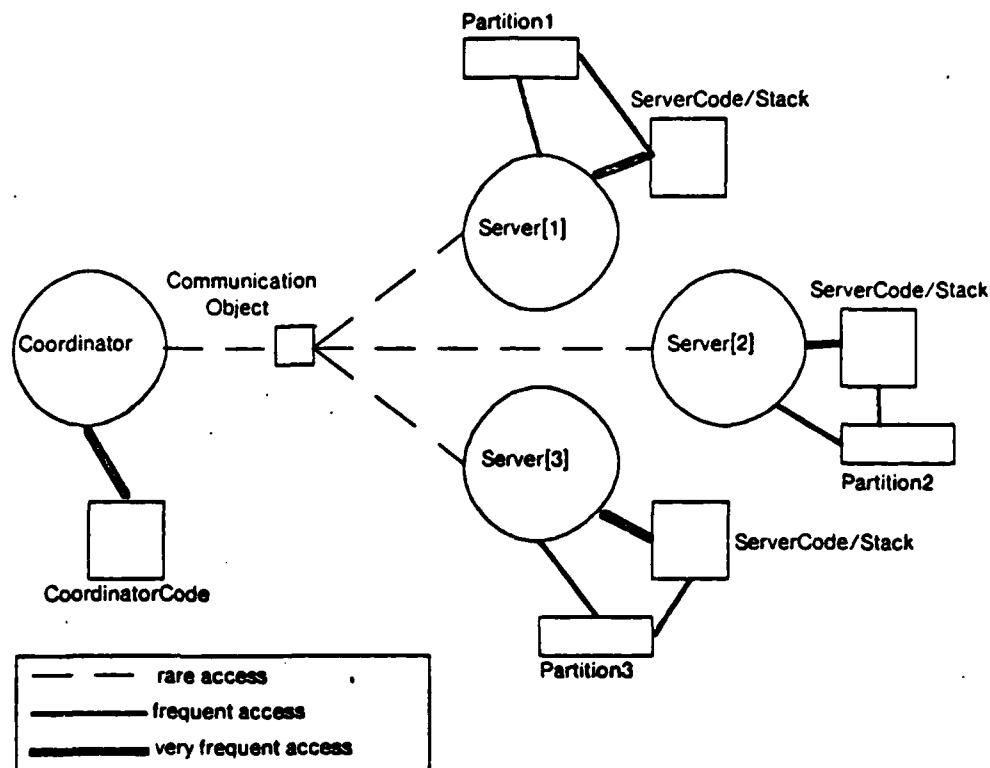 Partition1
ServerCode/Stack
Server[1]
Communication
Object
ServerCode/Stack
Coordinator
Server[2]
Server[3]
Partition2
ServerCode/Stack
CoordinatorCode
Partition3
rare access
frequent access
very frequent access